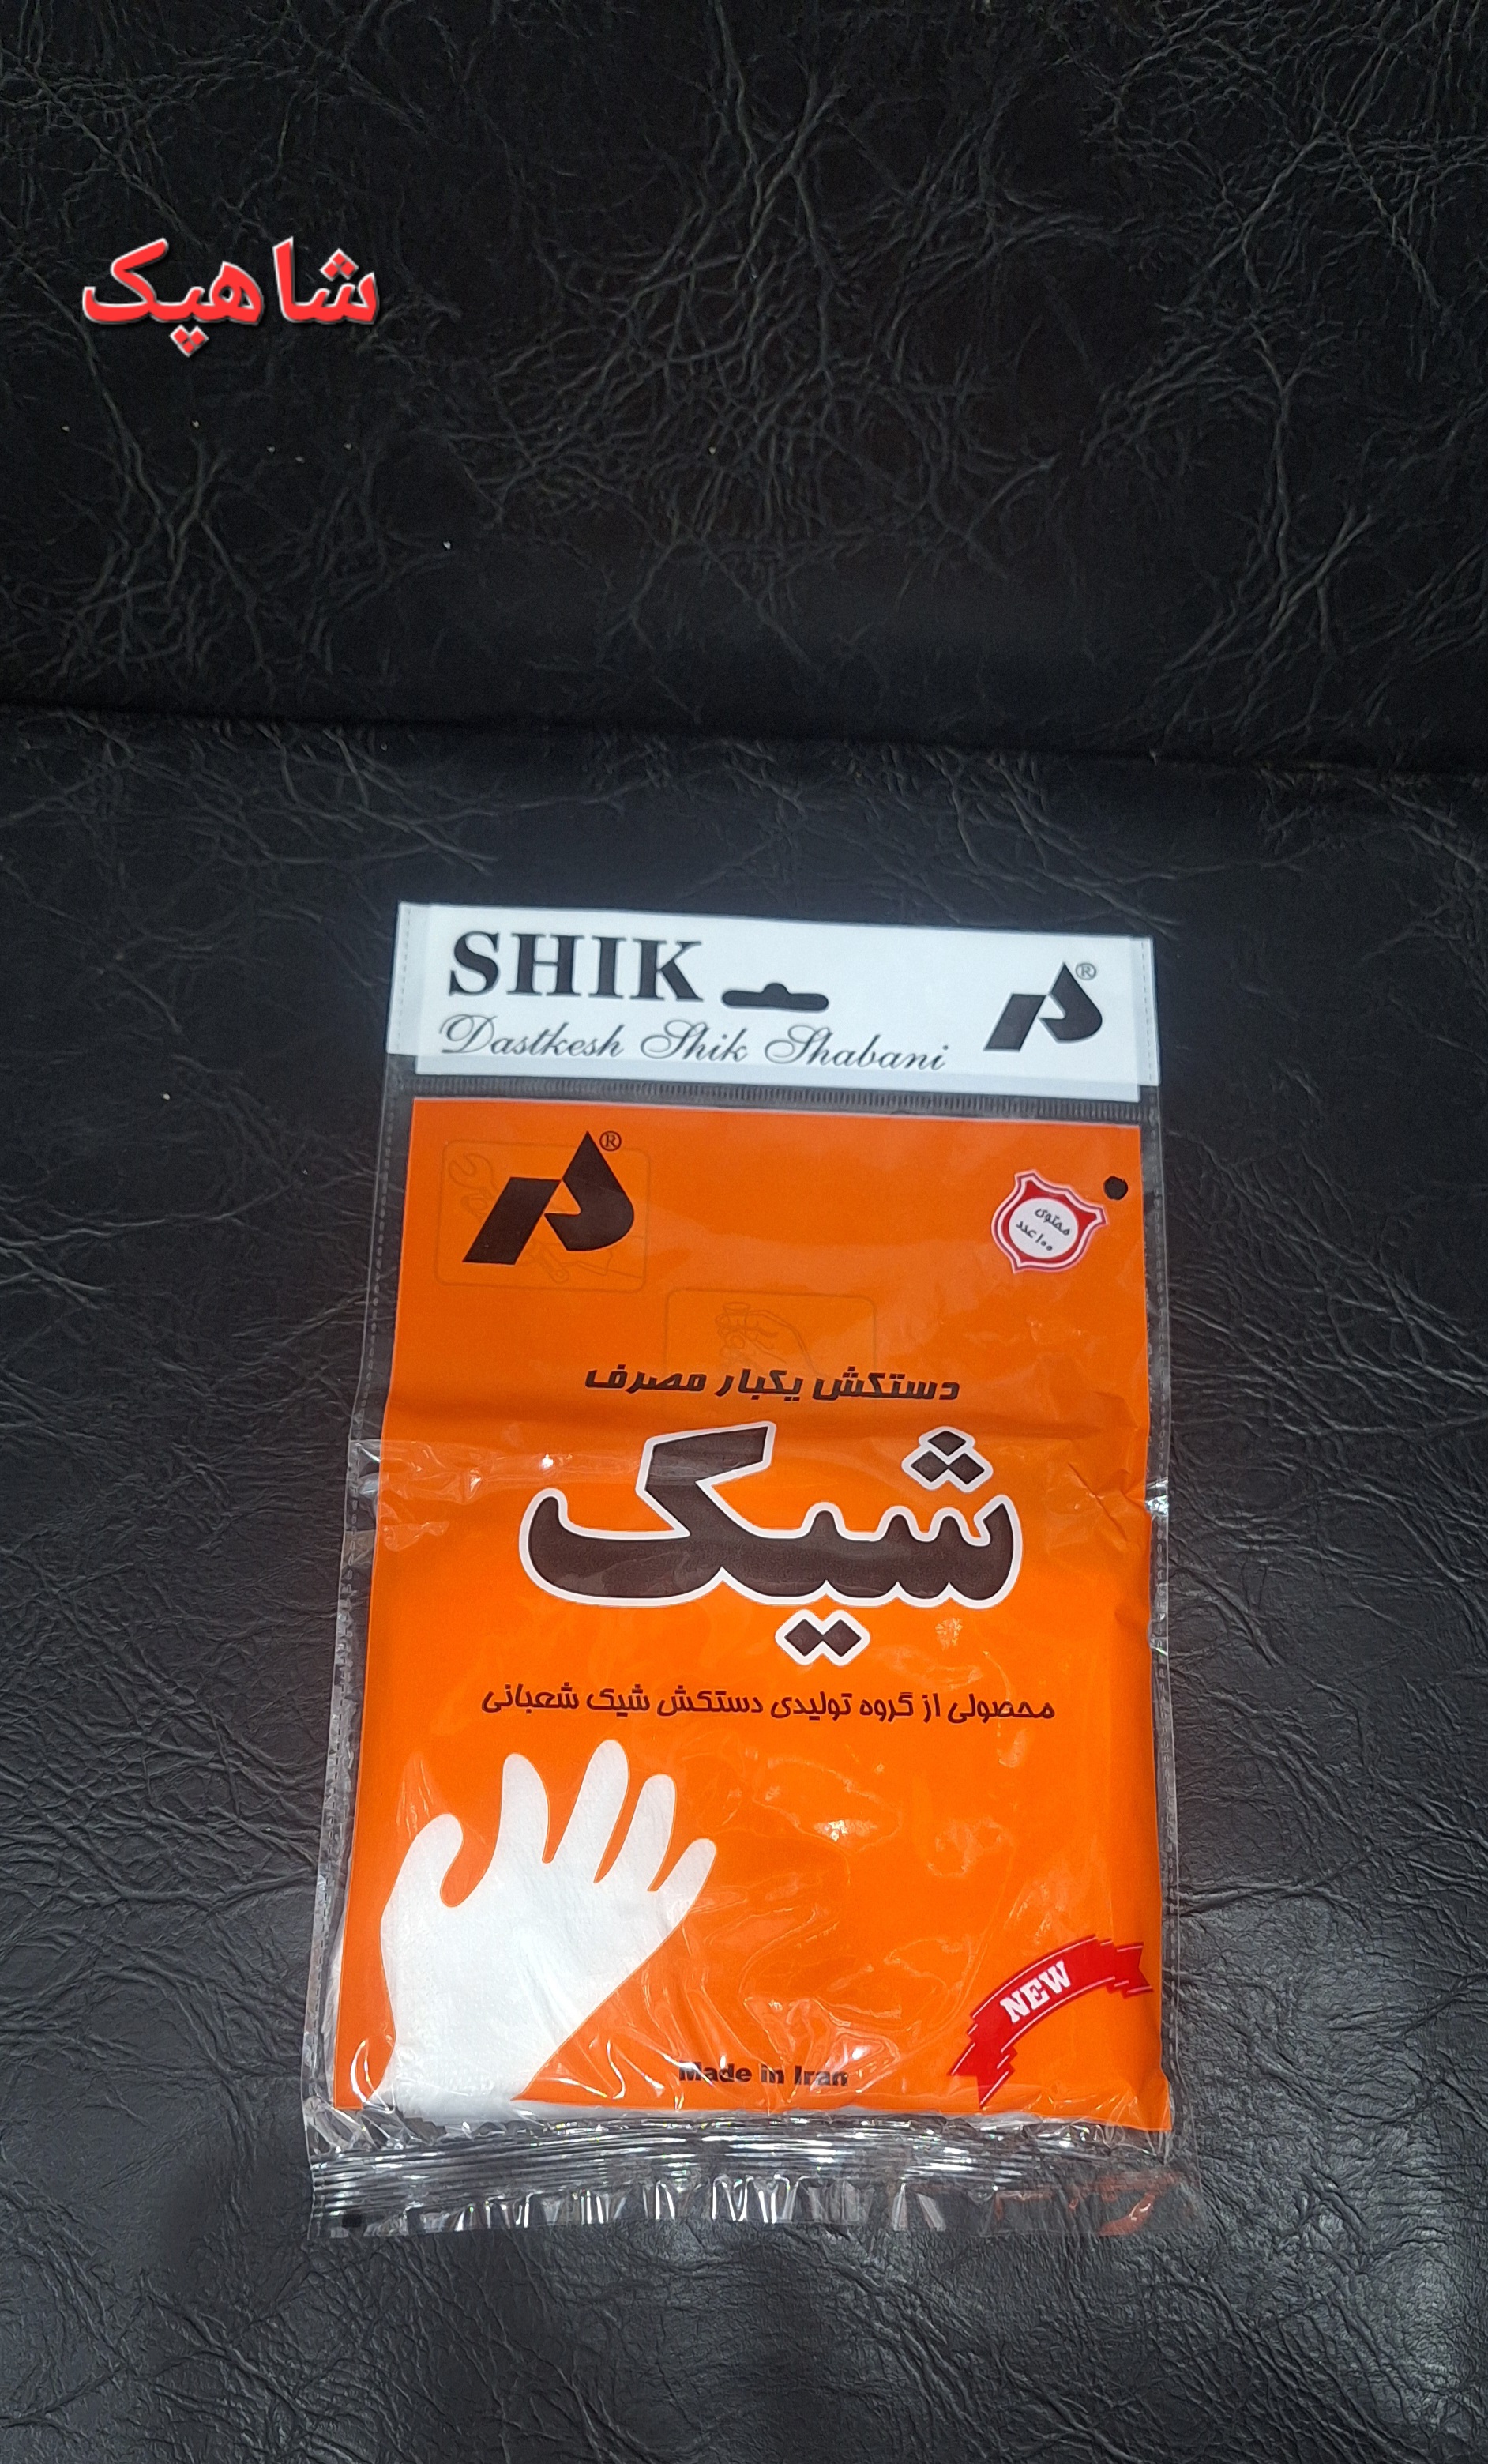 شاهپک
SHIK
Dastkesh Shik Shabani
®
®
محتوی
۱۰۰ عدد
دستکش یکبار مصرف
شیک
محصولی از گروه تولیدی دستکش شیک شعبانی
NEW
Made in Iran